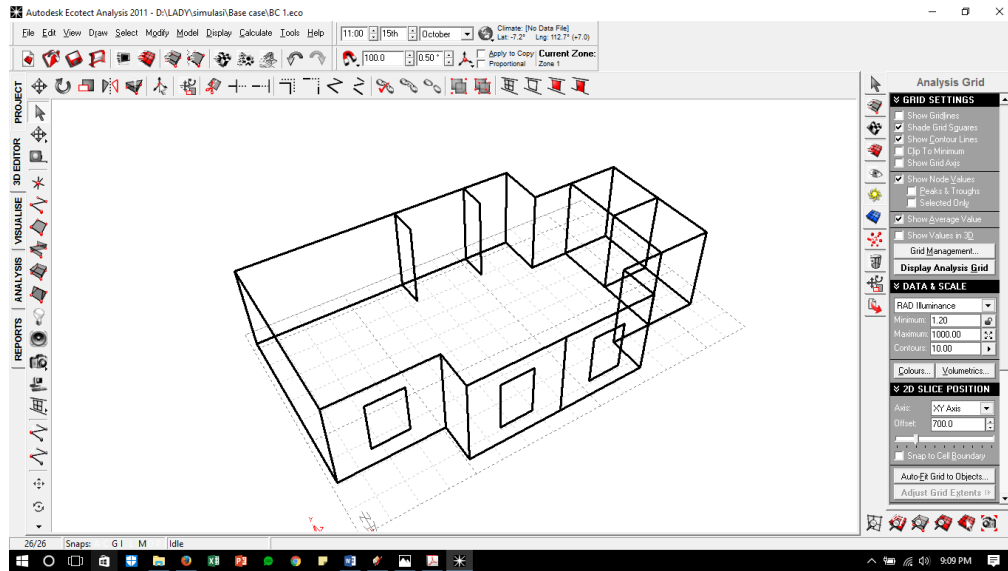 Autodesk Ecotect Analysis 2011 - D:\LADY\simulasi\Base case\BC 1.eco
File Edit View Draw Select Modify Model Display Calculate Tools Help
11:00 15th October
Climate: [No Data File]
Lat: -7.2° Lng: 112.7° (+7.0)
100.0 0.50° Apply to Copy Current Zone:
Proportional Zone 1
PROJECT
3D EDITOR
VISUALISE
ANALYSIS
REPORTS
Analysis Grid
GRID SETTINGS
Show Gridlines
Shade Grid Squares
Show Contour Lines
Clip To Minimum
Show Grid Axis
Show Node Values
Peaks & Troughs
Selected Only
Show Average Value
Show Values in 3D
Grid Management...
Display Analysis Grid
DATA & SCALE
RAD Illuminance
Minimum: 1.20
Maximum: 1000.00
Contours: 10.00
Colours... Volumetrics...
2D SLICE POSITION
Axis: XY Axis
Offset: 700.0
Snap to Cell Boundary
Auto-Fit Grid to Objects...
Adjust Grid Extents »
26/26 Snaps: G I M Idle
9:09 PM